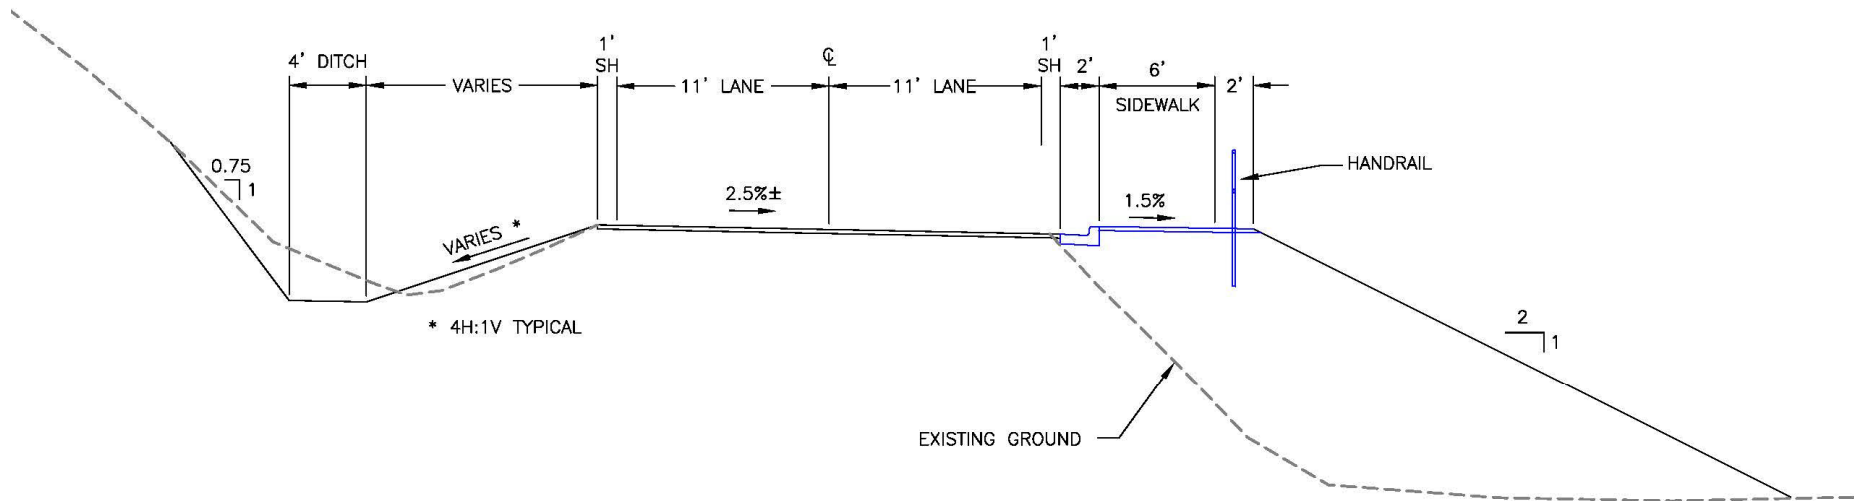 4' DITCH
VARIES
1'
SH
11' LANE
℄
11' LANE
1'
SH
2'
6'
SIDEWALK
2'
HANDRAIL
0.75
1
VARIES *
2.5%±
1.5%
* 4H:1V TYPICAL
2
1
EXISTING GROUND